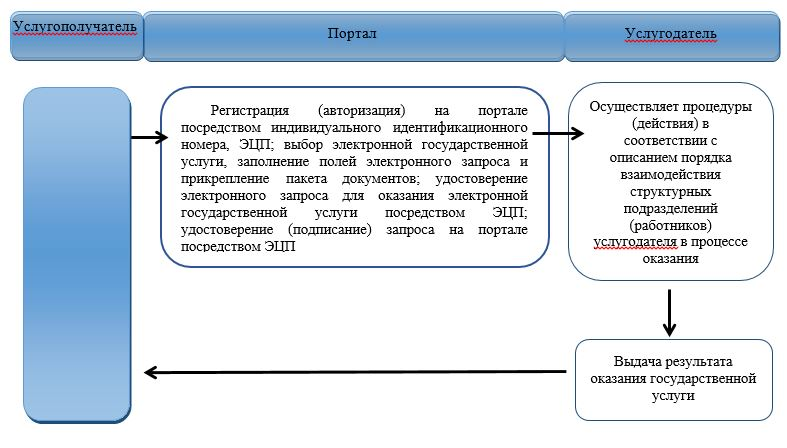 Услугополучатель
Портал
Услугодатель
Регистрация (авторизация) на портале
посредством индивидуального идентификационного
номера, ЭЦП; выбор электронной государственной
услуги, заполнение полей электронного запроса и
прикрепление пакета документов; удостоверение
электронного запроса для оказания электронной
государственной услуги посредством ЭЦП;
удостоверение (подписание) запроса на портале
посредством ЭЦП
Осуществляет процедуры
(действия) в
соответствии с
описанием порядка
взаимодействия
структурных
подразделений
(работников)
услугодателя в процессе
оказания
Выдача результата
оказания государственной
услуги